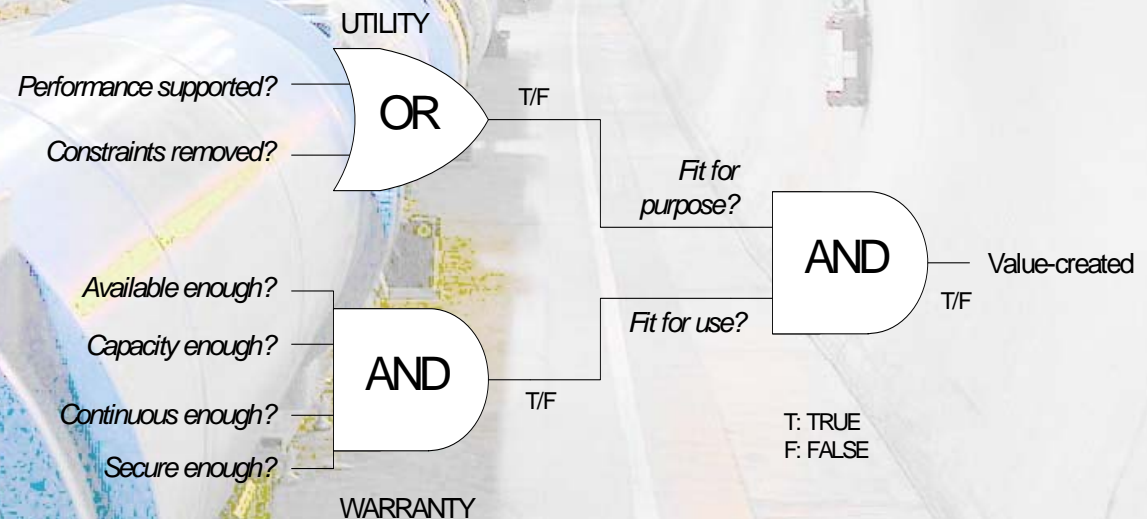 UTILITY
Performance supported?
OR
T/F
Constraints removed?
Fit for
purpose?
AND
Value-created
T/F
Available enough?
Capacity enough?
Fit for use?
AND
T/F
Continuous enough?
Secure enough?
T: TRUE
F: FALSE
WARRANTY